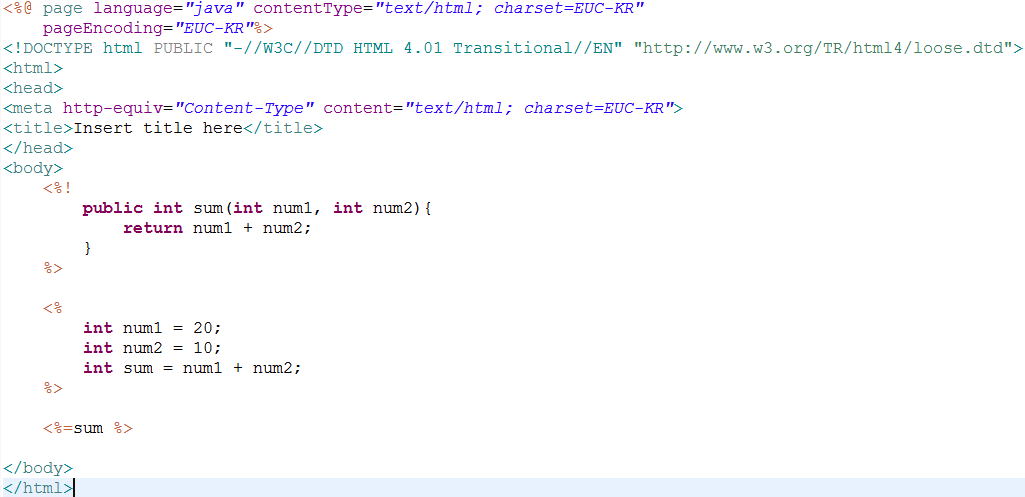 <%@ page language="java" contentType="text/html; charset=EUC-KR"
    pageEncoding="EUC-KR"%>
<!DOCTYPE html PUBLIC "-//W3C//DTD HTML 4.01 Transitional//EN" "http://www.w3.org/TR/html4/loose.dtd">
<html>
<head>
<meta http-equiv="Content-Type" content="text/html; charset=EUC-KR">
<title>Insert title here</title>
</head>
<body>
    <%!
        public int sum(int num1, int num2){
            return num1 + num2;
        }
    %>
    <%
        int num1 = 20;
        int num2 = 10;
        int sum = num1 + num2;
    %>
    <%=sum %>
</body>
</html>